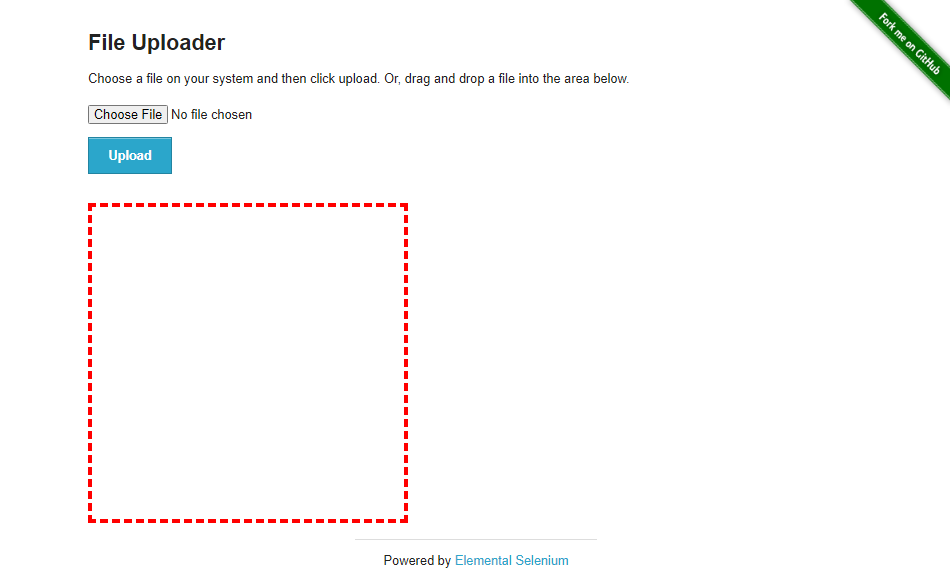 Fork me on GitHub
File Uploader
Choose a file on your system and then click upload. Or, drag and drop a file into the area below.
Choose File No file chosen
Upload
Powered by Elemental Selenium